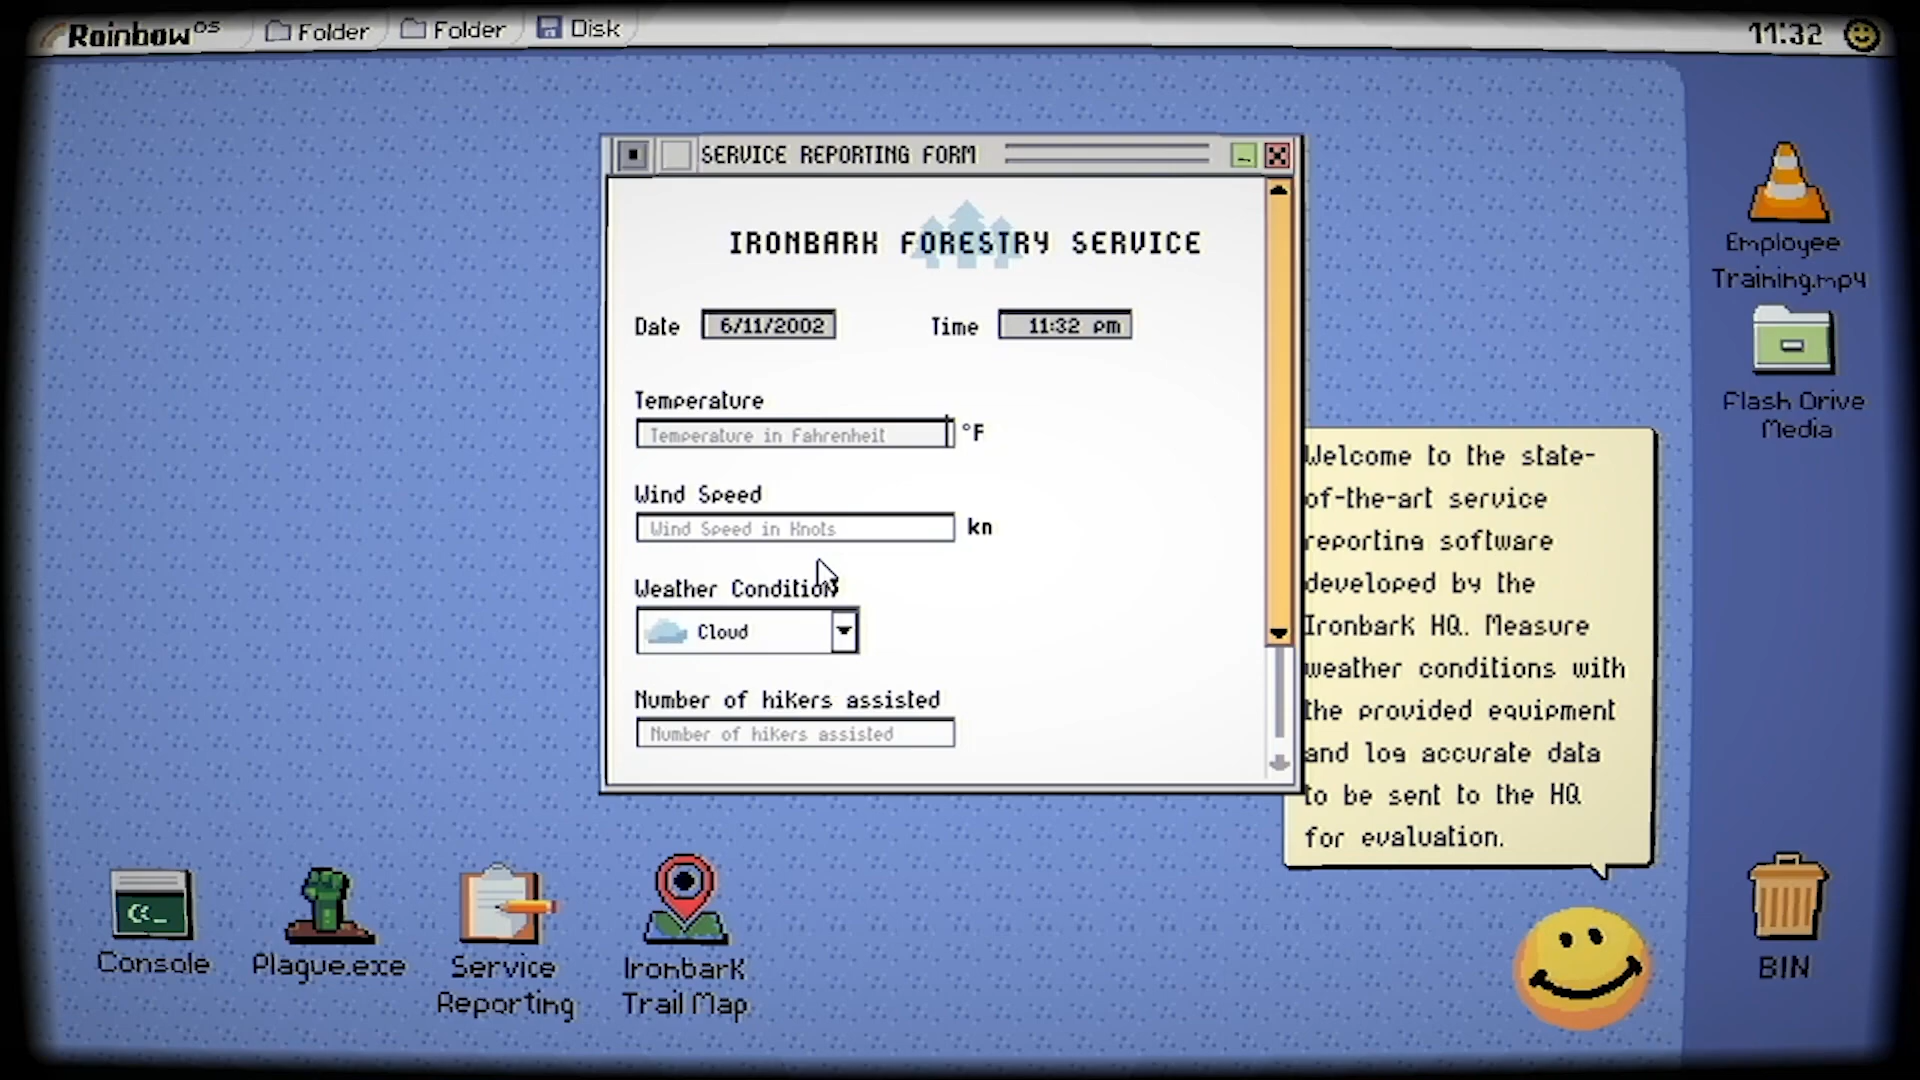 Rainbow OS
Folder
Folder
Disk
11:32
SERVICE REPORTING FORM
IRONBARK FORESTRY SERVICE
Date 6/11/2002 Time 11:32 pm
Temperature
Temperature in Fahrenheit °F
Wind Speed
Wind Speed in Knots kn
Weather Condition
Cloud
Number of hikers assisted
Number of hikers assisted
Welcome to the state-
of-the-art service
reporting software
developed by the
Ironbark HQ. Measure
weather conditions with
the provided equipment
and log accurate data
to be sent to the HQ
for evaluation.
Employee
Training.mp4
Flash Drive
Media
Console
Plague.exe
Service
Reporting
Ironbark
Trail Map
BIN